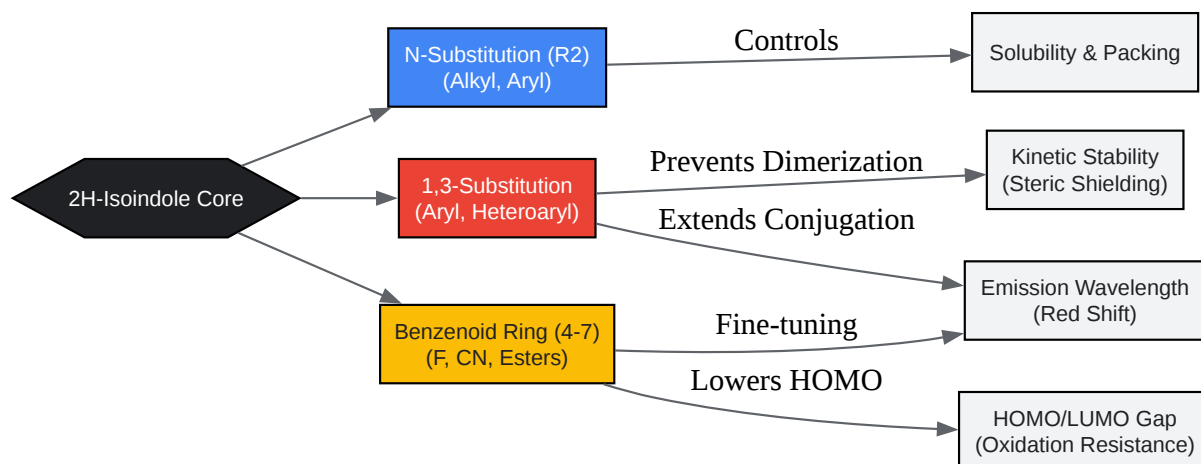 2H-Isoindole Core
N-Substitution (R2)
(Alkyl, Aryl)
1,3-Substitution
(Aryl, Heteroaryl)
Benzenoid Ring (4-7)
(F, CN, Esters)
Controls
Prevents Dimerization
Extends Conjugation
Fine-tuning
Lowers HOMO
Solubility & Packing
Kinetic Stability
(Steric Shielding)
Emission Wavelength
(Red Shift)
HOMO/LUMO Gap
(Oxidation Resistance)